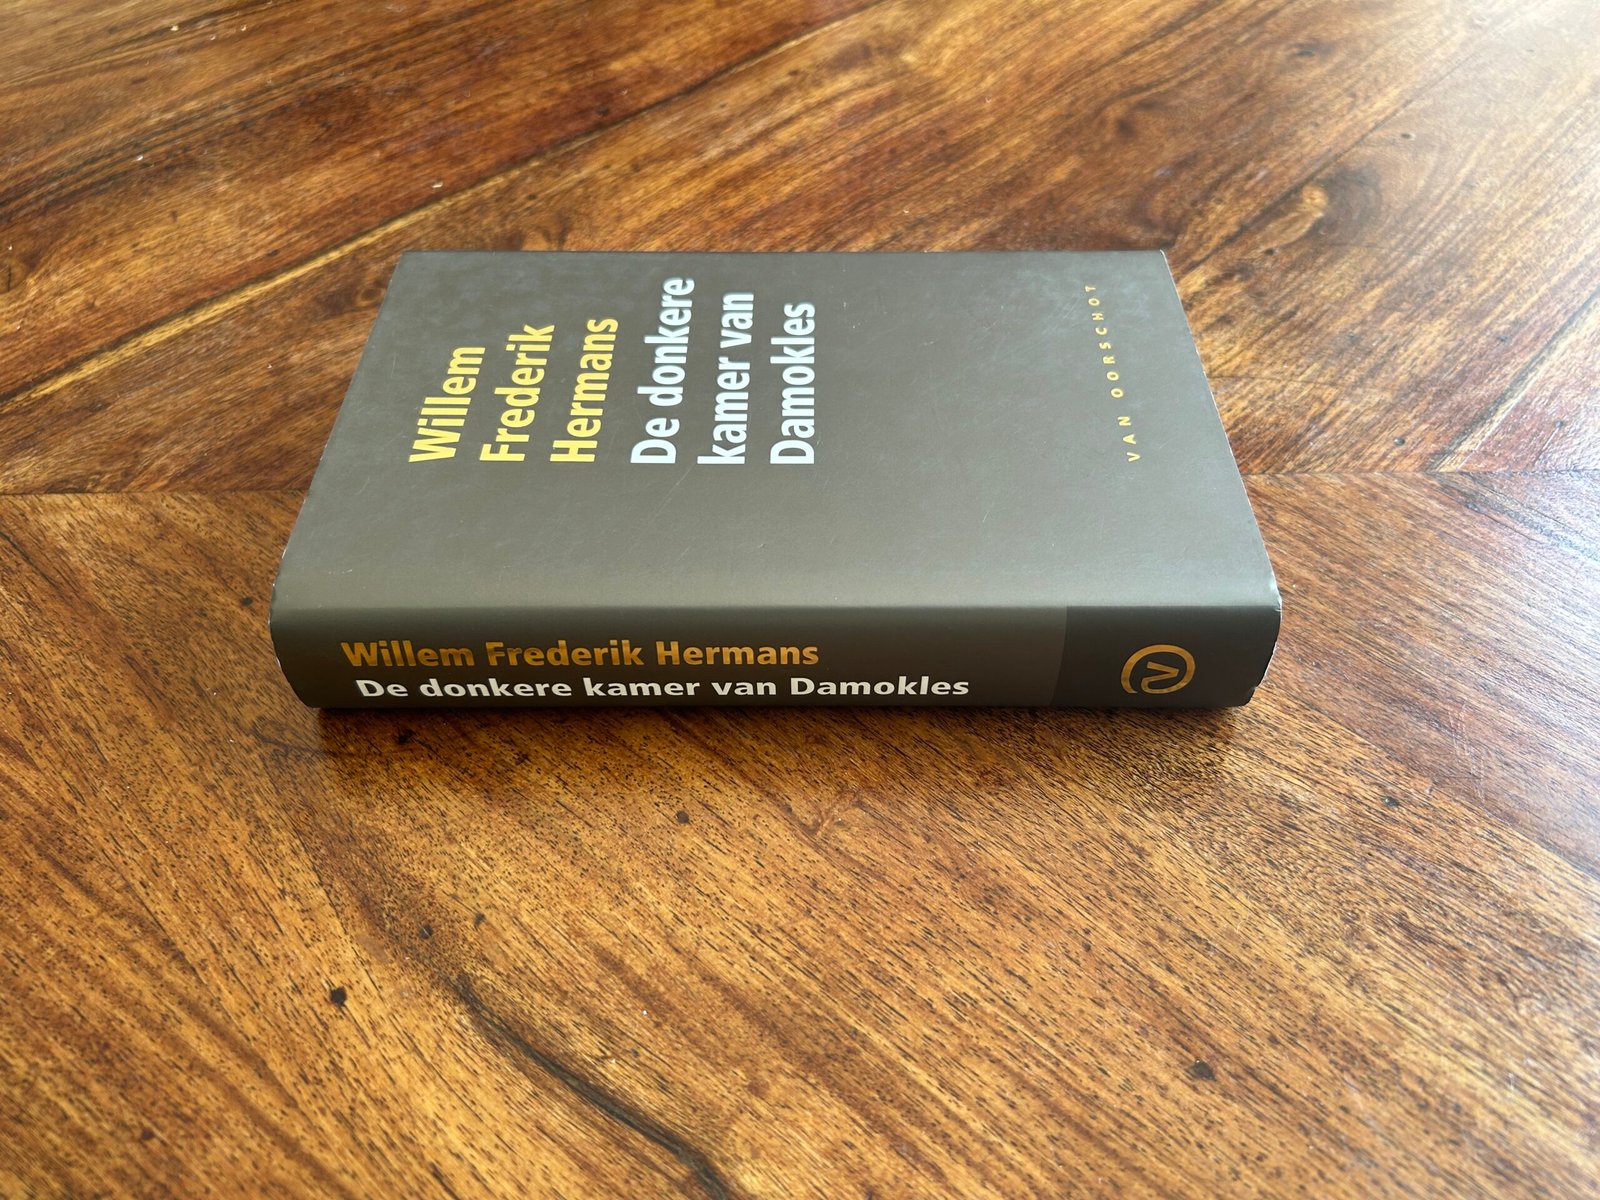 Willem
Frederik
Hermans
De donkere
kamer van
Damokles
VAN OORSCHOT
Willem Frederik Hermans
De donkere kamer van Damokles